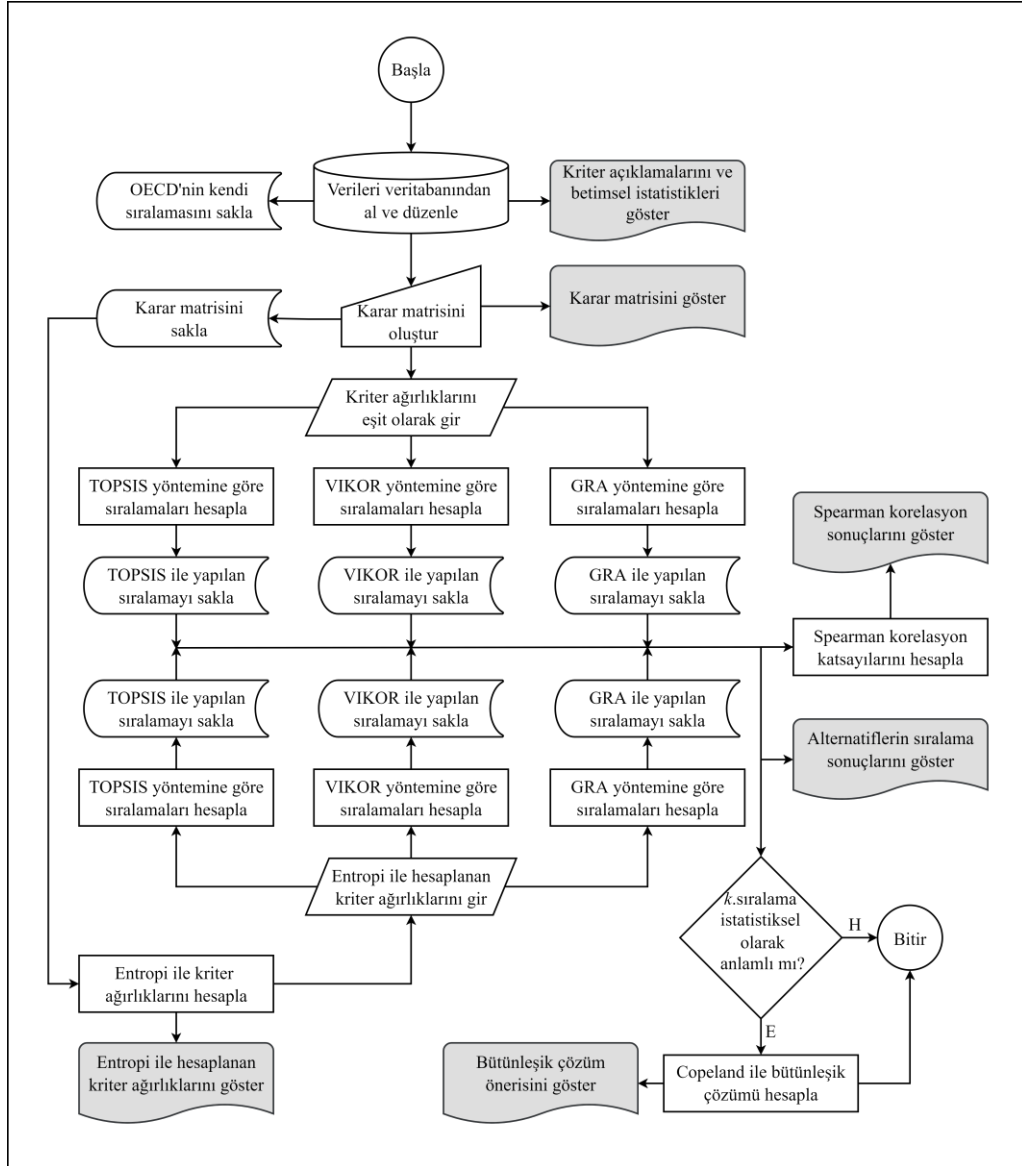 Başla
OECD'nin kendi
sıralamasını sakla
Verileri veritabanından
al ve düzenle
Kriter açıklamalarını ve
betimsel istatistikleri
göster
Karar matrisini
sakla
Karar matrisini
oluştur
Karar matrisini göster
Kriter ağırlıklarını
eşit olarak gir
TOPSIS yöntemine göre
sıralamaları hesapla
VIKOR yöntemine göre
sıralamaları hesapla
GRA yöntemine göre
sıralamaları hesapla
Spearman korelasyon
sonuçlarını göster
TOPSIS ile yapılan
sıralamayı sakla
VIKOR ile yapılan
sıralamayı sakla
GRA ile yapılan
sıralamayı sakla
Spearman korelasyon
katsayılarını hesapla
TOPSIS ile yapılan
sıralamayı sakla
VIKOR ile yapılan
sıralamayı sakla
GRA ile yapılan
sıralamayı sakla
Alternatiflerin sıralama
sonuçlarını göster
TOPSIS yöntemine göre
sıralamaları hesapla
VIKOR yöntemine göre
sıralamaları hesapla
GRA yöntemine göre
sıralamaları hesapla
Entropi ile hesaplanan
kriter ağırlıklarını gir
k.sıralama
istatistiksel
olarak
anlamlı mı?
H
Bitir
Entropi ile kriter
ağırlıklarını hesapla
E
Entropi ile hesaplanan
kriter ağırlıklarını göster
Bütünleşik çözüm
önerisini göster
Copeland ile bütünleşik
çözümü hesapla